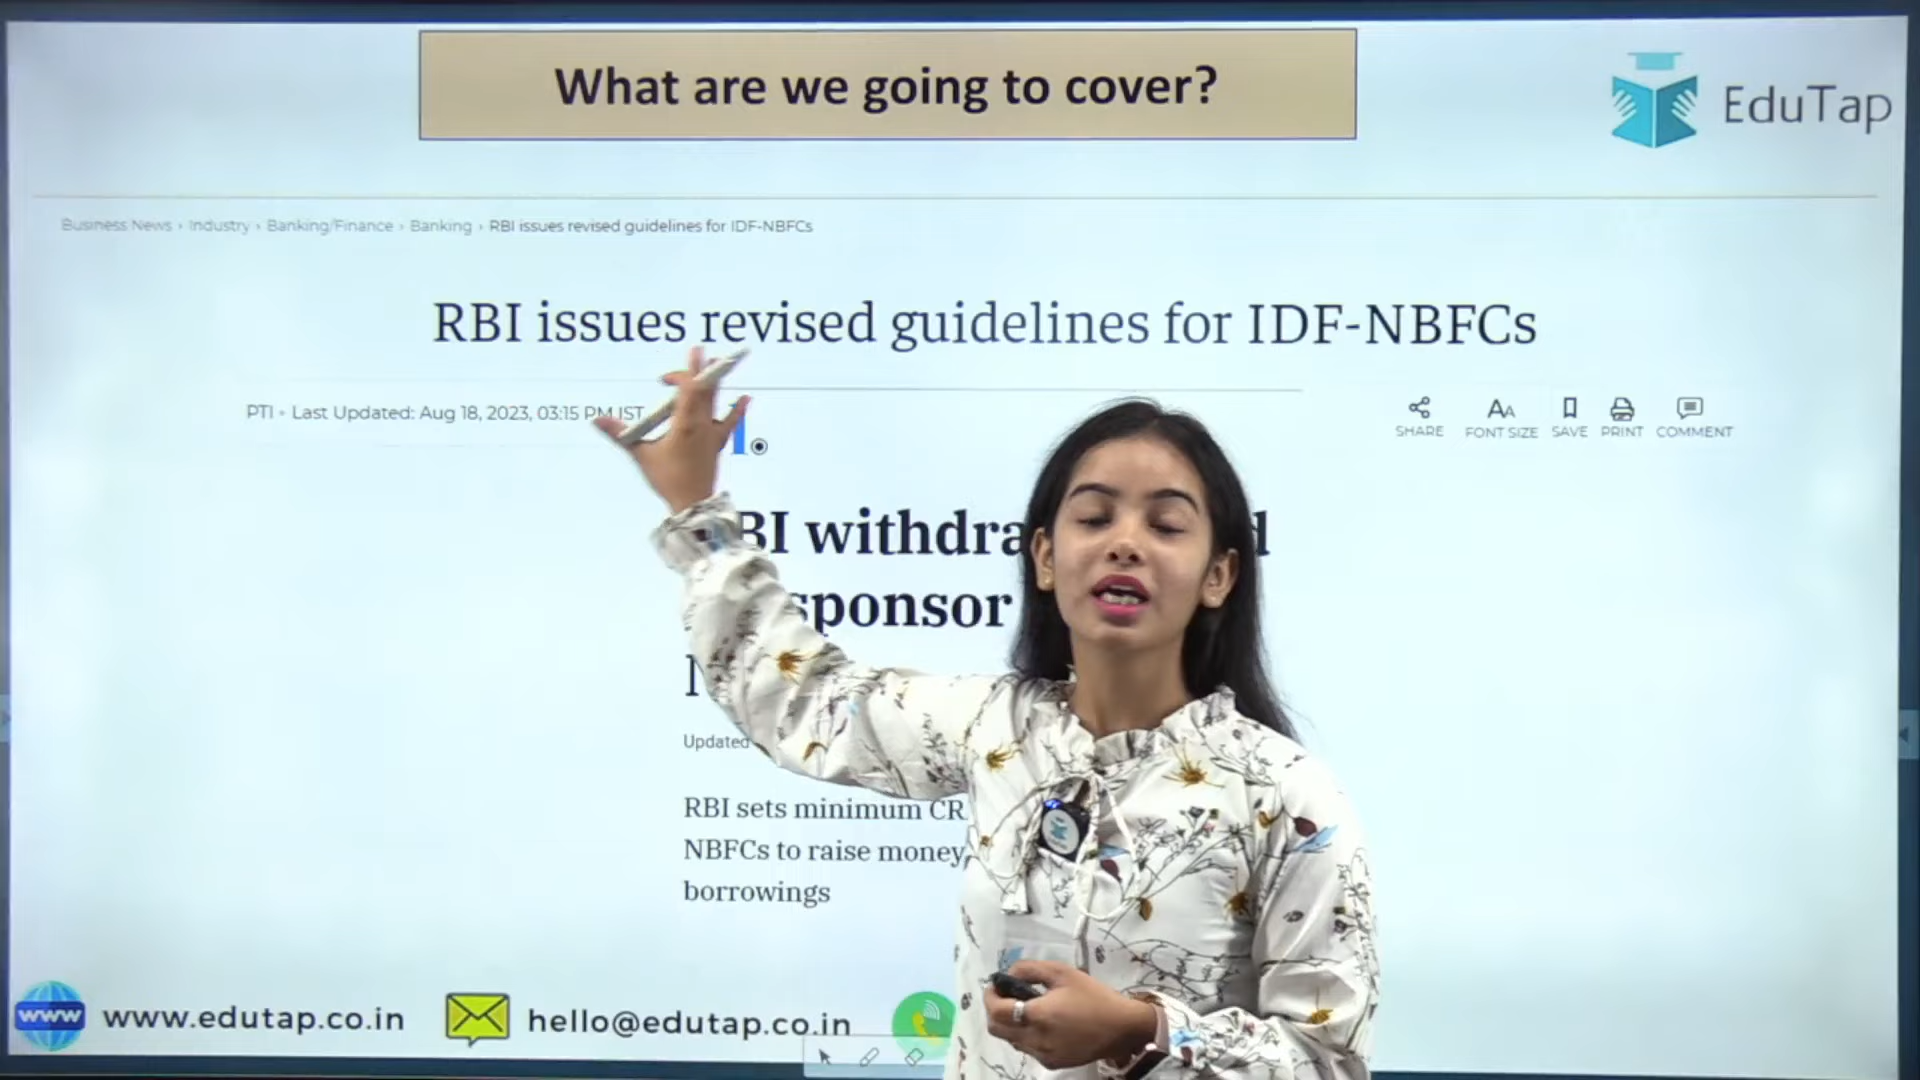 What are we going to cover?
EduTap
Business News › Industry › Banking/Finance › Banking › RBI issues revised guidelines for IDF-NBFCs
RBI issues revised guidelines for IDF-NBFCs
PTI • Last Updated: Aug 18, 2023, 03:15 PM IST
SHARE
FONT SIZE
SAVE
PRINT
COMMENT
sponsor
Updated
RBI sets minimum
NBFCs to raise money,
borrowings
www
www.edutap.co.in
hello@edutap.co.in